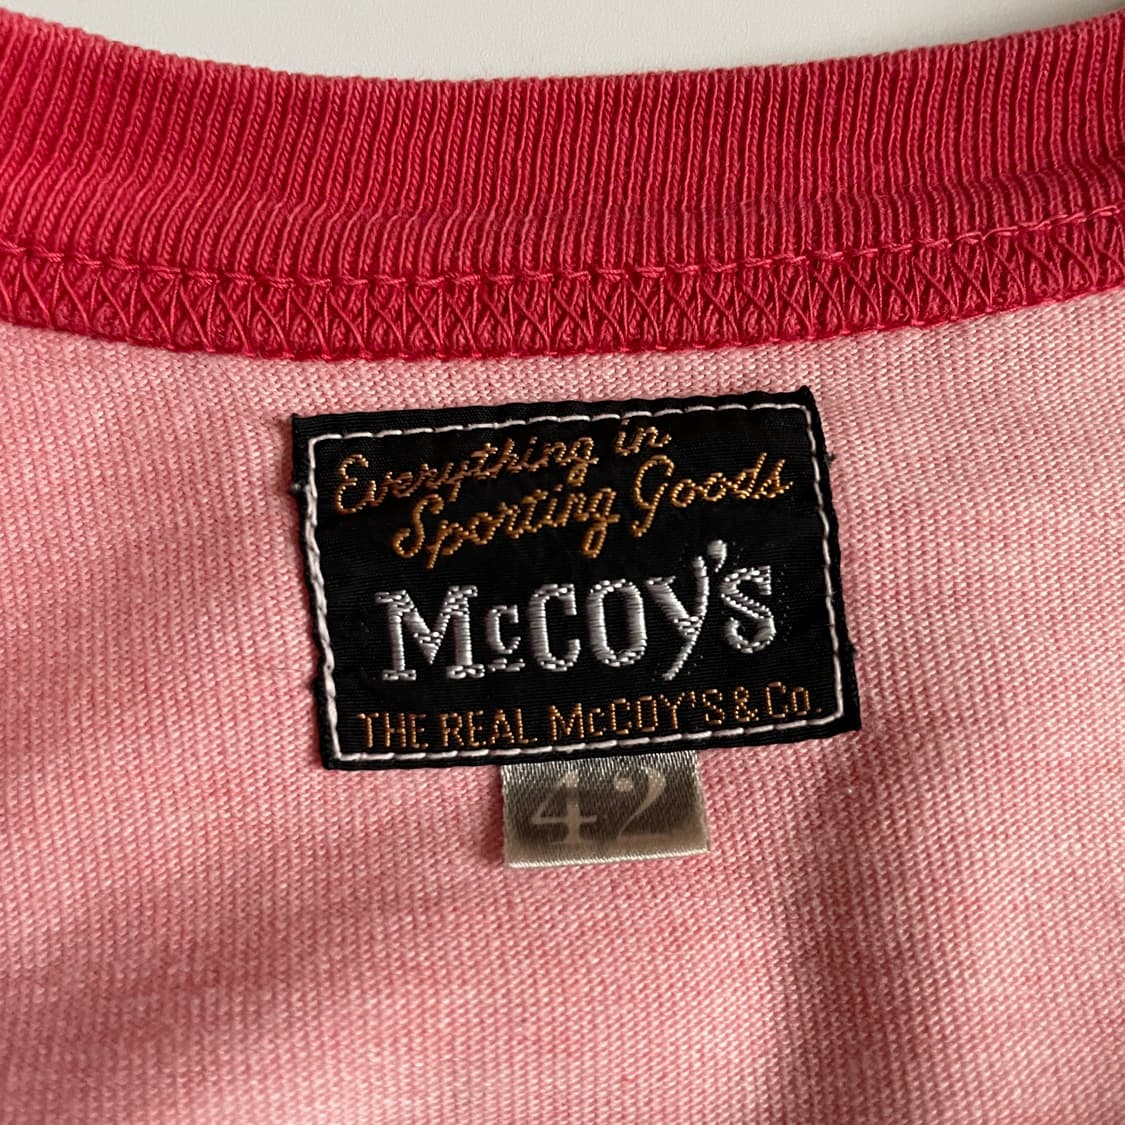 Everything in
Sporting Goods
McCoy's
THE REAL McCOY'S & Co.
42